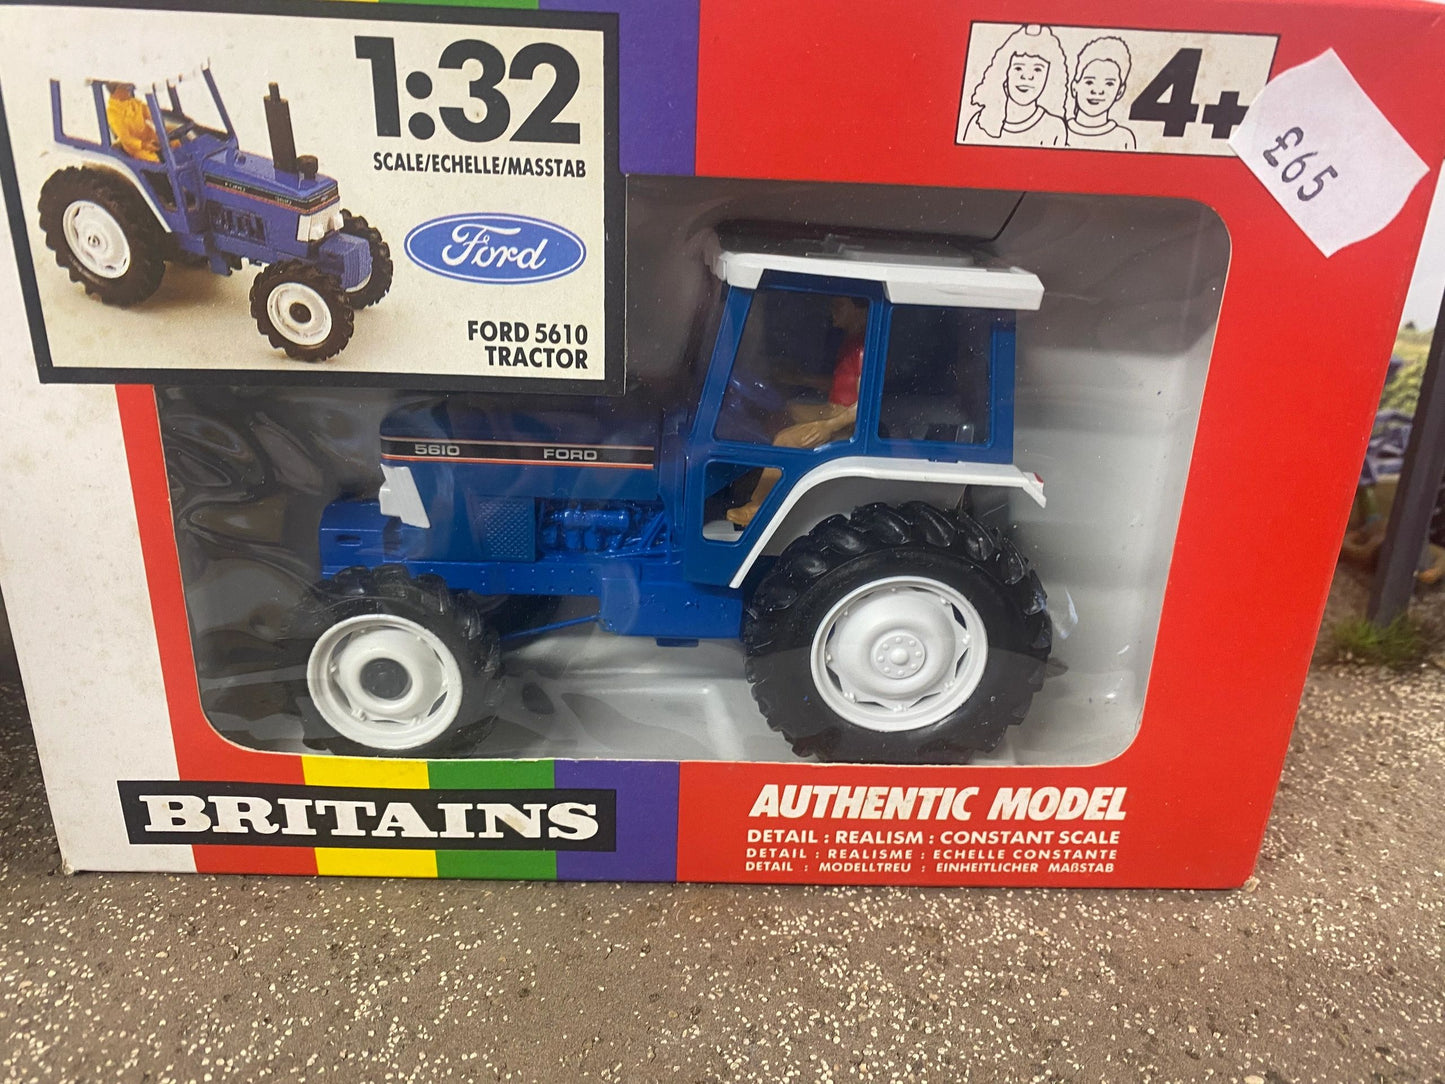 1:32
SCALE/ECHELLE/MASSTAB
Ford
FORD 5610
TRACTOR
4+
£65
5610 FORD
BRITAINS
AUTHENTIC MODEL
DETAIL : REALISM : CONSTANT SCALE
DETAIL : REALISME : ECHELLE CONSTANTE
DETAIL : MODELLTREU : EINHEITLICHER MAßSTAB